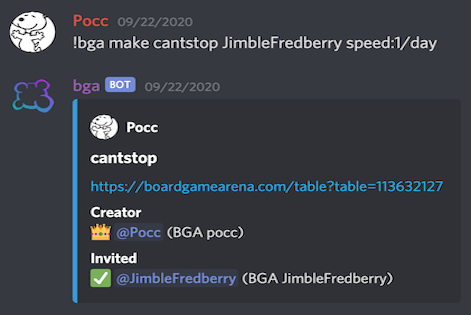 Pocc 09/22/2020
!bga make cantstop JimbleFredberry speed:1/day
bga BOT 09/22/2020
Pocc
cantstop
https://boardgamearena.com/table?table=113632127
Creator
👑 @Pocc (BGA pocc)
Invited
✅ @JimbleFredberry (BGA JimbleFredberry)